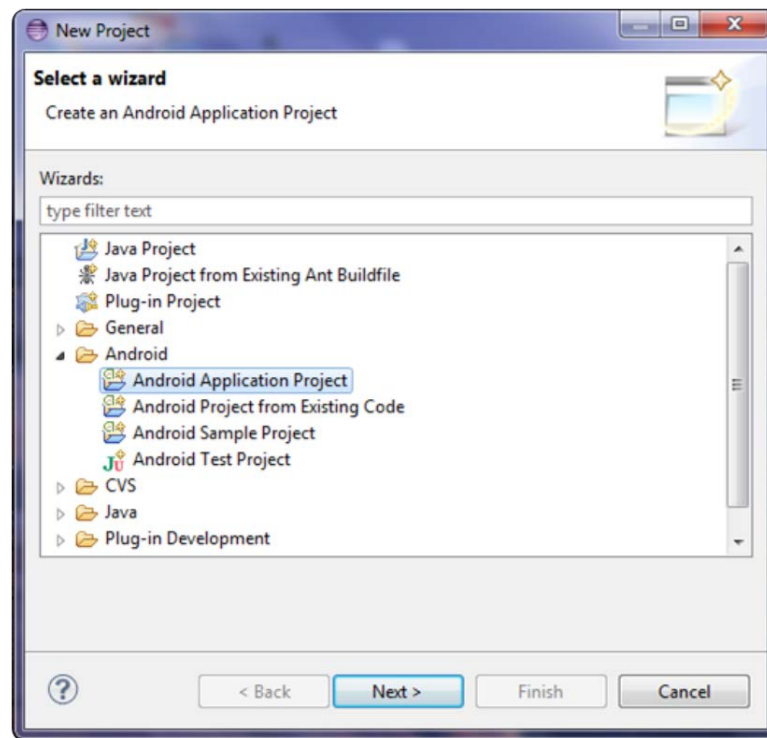 New Project
Select a wizard
Create an Android Application Project
Wizards:
type filter text
Java Project
Java Project from Existing Ant Buildfile
Plug-in Project
General
Android
Android Application Project
Android Project from Existing Code
Android Sample Project
Android Test Project
CVS
Java
Plug-in Development
< Back Next > Finish Cancel